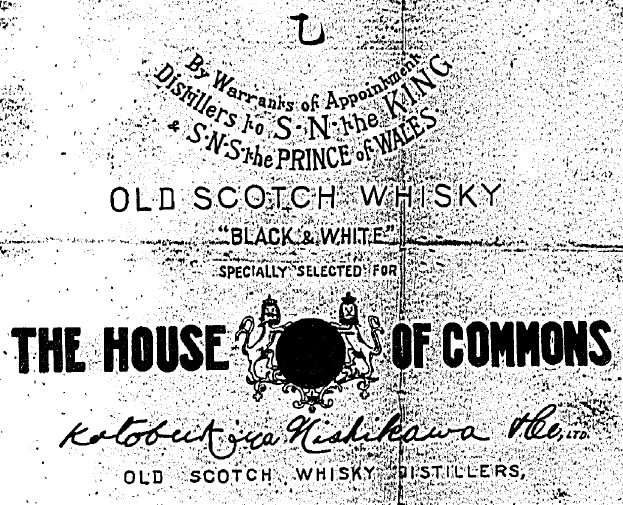 乚
By Warrants of Appointment
Distillers to S·N·the KING
& S·N·S·the PRINCE of WALES
OLD SCOTCH WHISKY
"BLACK & WHITE"
SPECIALLY SELECTED FOR
THE HOUSE OF COMMONS
Kotobukiya Nishikawa & Co., LTD.
OLD SCOTCH WHISKY DISTILLERS,